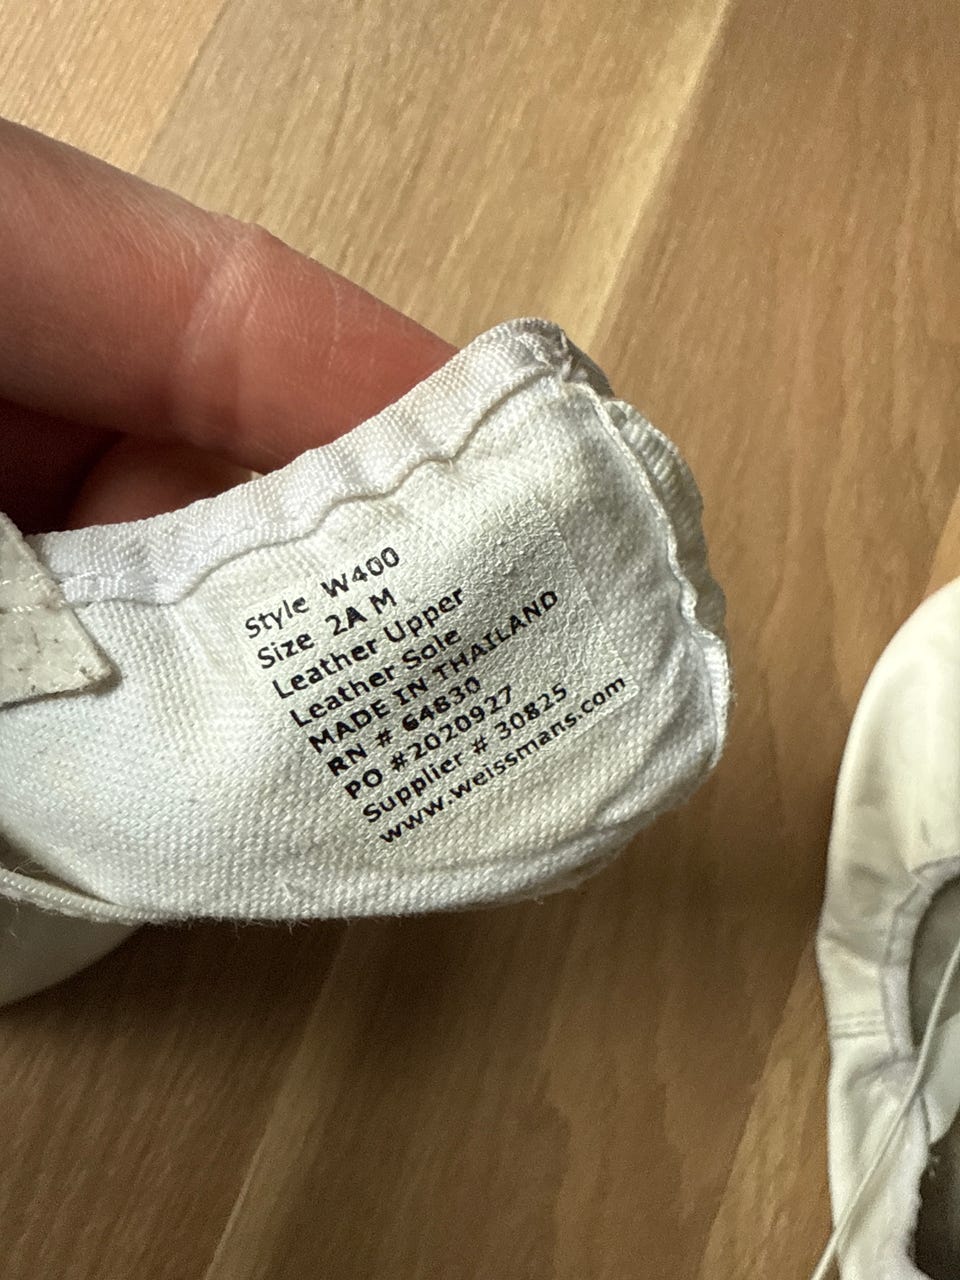 Style W400
Size 2A M
Leather Upper
Leather Sole
MADE IN THAILAND
RN # 64830
PO #2020927
Supplier # 30825
www.weissmans.com